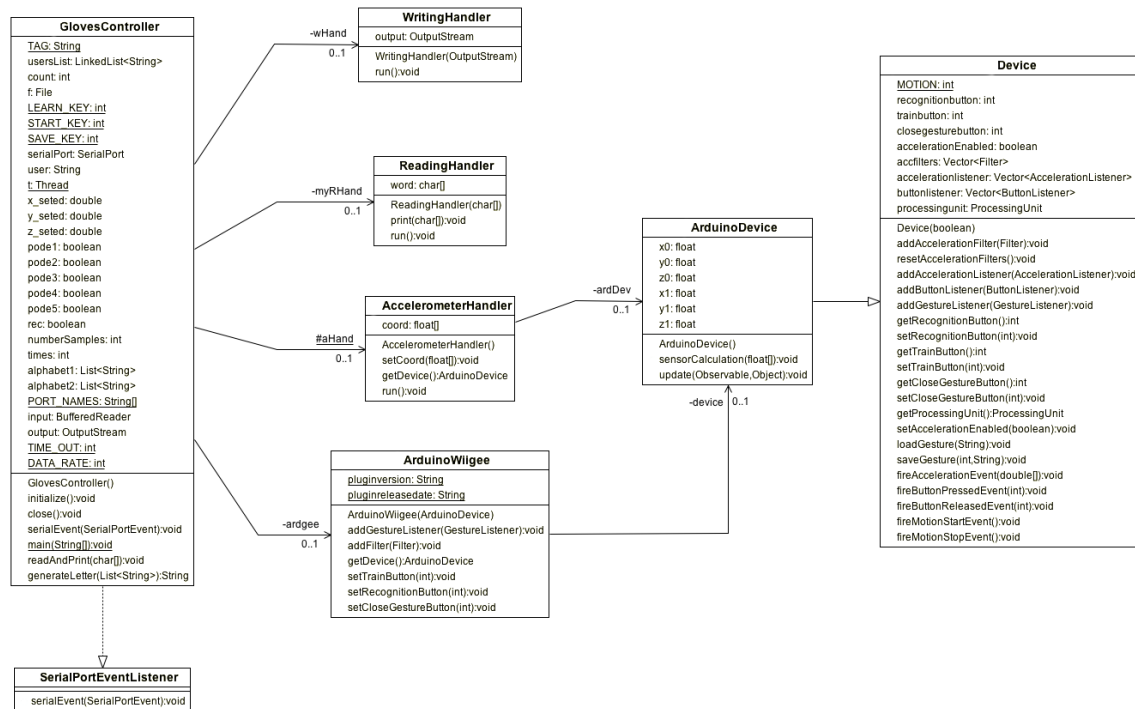 GlovesController
TAG: String
usersList: LinkedList<String>
count: int
f: File
LEARN_KEY: int
START_KEY: int
SAVE_KEY: int
serialPort: SerialPort
user: String
t: Thread
x_seted: double
y_seted: double
z_seted: double
pode1: boolean
pode2: boolean
pode3: boolean
pode4: boolean
pode5: boolean
rec: boolean
numberSamples: int
times: int
alphabet1: List<String>
alphabet2: List<String>
PORT_NAMES: String[]
input: BufferedReader
output: OutputStream
TIME_OUT: int
DATA_RATE: int
GlovesController()
initialize():void
close():void
serialEvent(SerialPortEvent):void
main(String[]):void
readAndPrint(char[]):void
generateLetter(List<String>):String
SerialPortEventListener
serialEvent(SerialPortEvent):void
-wHand
0..1
WritingHandler
output: OutputStream
WritingHandler(OutputStream)
run():void
-myRHand
0..1
ReadingHandler
word: char[]
ReadingHandler(char[])
print(char[]):void
run():void
#aHand
0..1
AccelerometerHandler
coord: float[]
AccelerometerHandler()
setCoord(float[]):void
getDevice():ArduinoDevice
run():void
-ardgee
0..1
ArduinoWiigee
pluginversion: String
pluginreleasedate: String
ArduinoWiigee(ArduinoDevice)
addGestureListener(GestureListener):void
addFilter(Filter):void
getDevice():ArduinoDevice
setTrainButton(int):void
setRecognitionButton(int):void
setCloseGestureButton(int):void
-ardDev
0..1
ArduinoDevice
x0: float
y0: float
z0: float
x1: float
y1: float
z1: float
ArduinoDevice()
sensorCalculation(float[]):void
update(Observable,Object):void
-device
0..1
Device
MOTION: int
recognitionbutton: int
trainbutton: int
closegesturebutton: int
accelerationEnabled: boolean
accfilters: Vector<Filter>
accelerationlistener: Vector<AccelerationListener>
buttonlistener: Vector<ButtonListener>
processingunit: ProcessingUnit
Device(boolean)
addAccelerationFilter(Filter):void
resetAccelerationFilters():void
addAccelerationListener(AccelerationListener):void
addButtonListener(ButtonListener):void
addGestureListener(GestureListener):void
getRecognitionButton():int
setRecognitionButton(int):void
getTrainButton():int
setTrainButton(int):void
getCloseGestureButton():int
setCloseGestureButton(int):void
getProcessingUnit():ProcessingUnit
setAccelerationEnabled(boolean):void
loadGesture(String):void
saveGesture(int,String):void
fireAccelerationEvent(double[]):void
fireButtonPressedEvent(int):void
fireButtonReleasedEvent(int):void
fireMotionStartEvent():void
fireMotionStopEvent():void